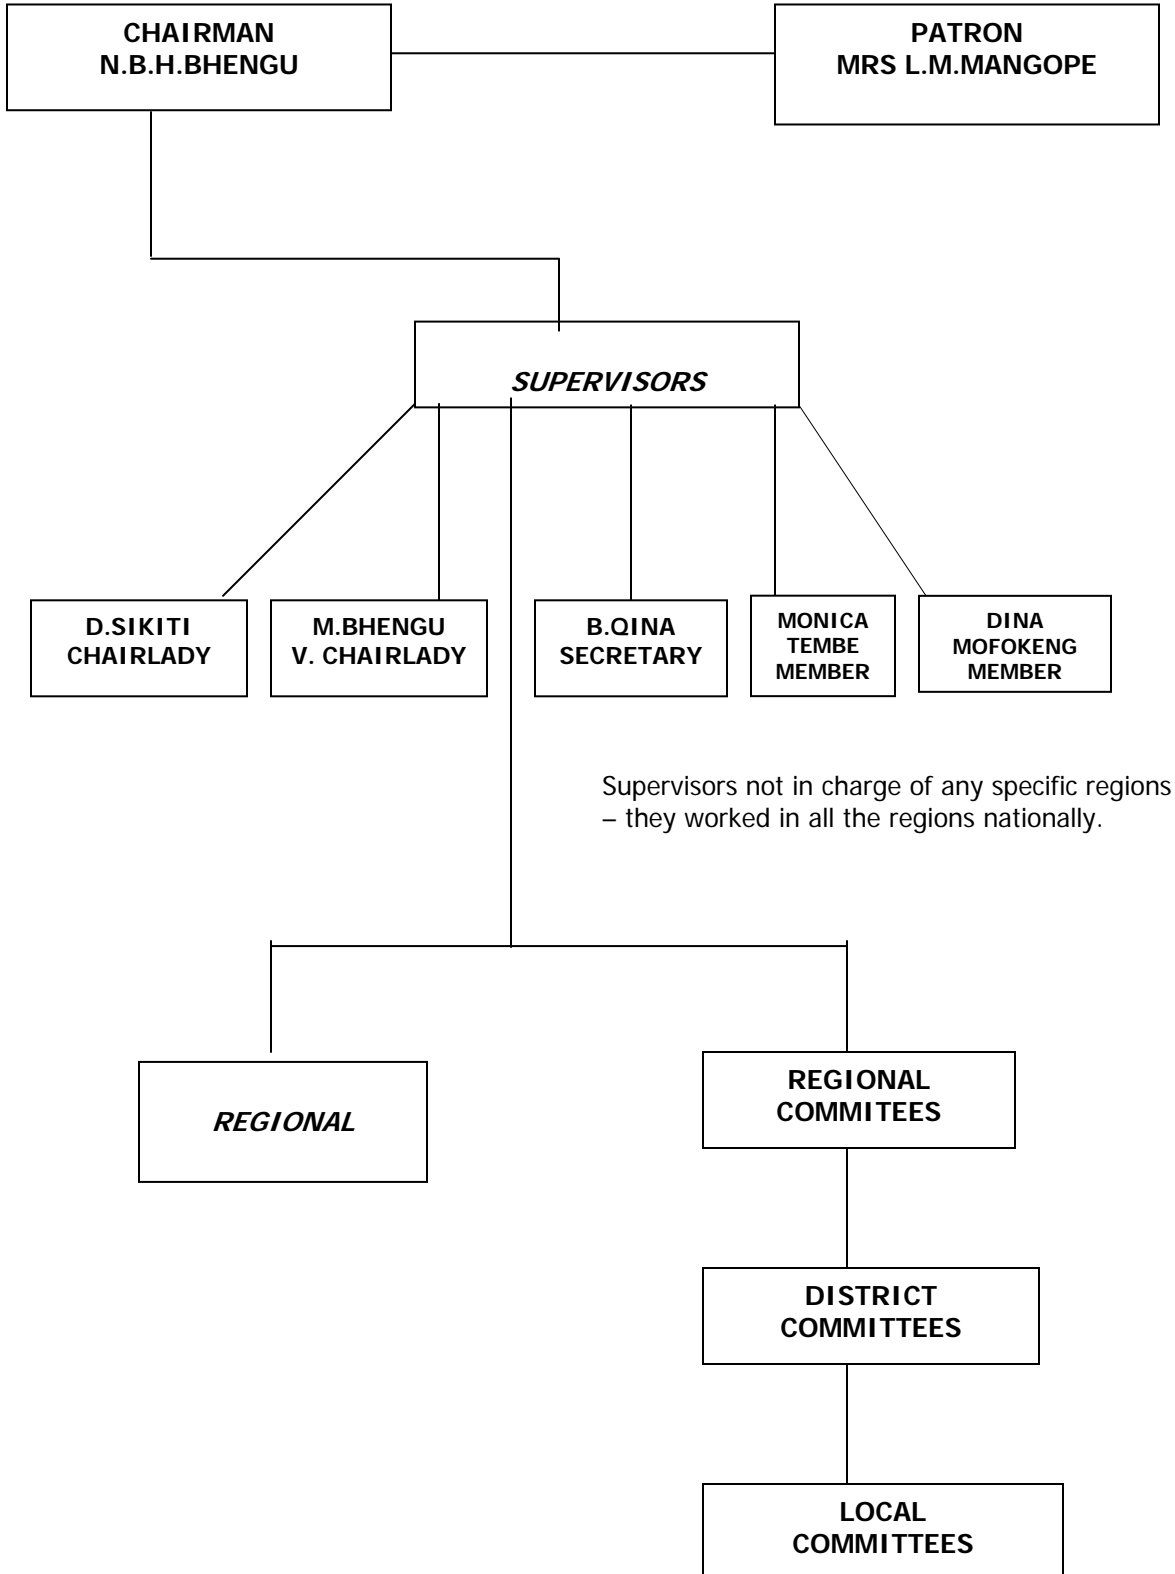 CHAIRMAN
N.B.H.BHENGU
PATRON
MRS L.M.MANGOPE
SUPERVISORS
D.SIKITI
CHAIRLADY
M.BHENGU
V. CHAIRLADY
B.QINA
SECRETARY
MONICA
TEMBE
MEMBER
DINA
MOFOKENG
MEMBER
Supervisors not in charge of any specific regions
– they worked in all the regions nationally.
REGIONAL
REGIONAL
COMMITEES
DISTRICT
COMMITTEES
LOCAL
COMMITTEES